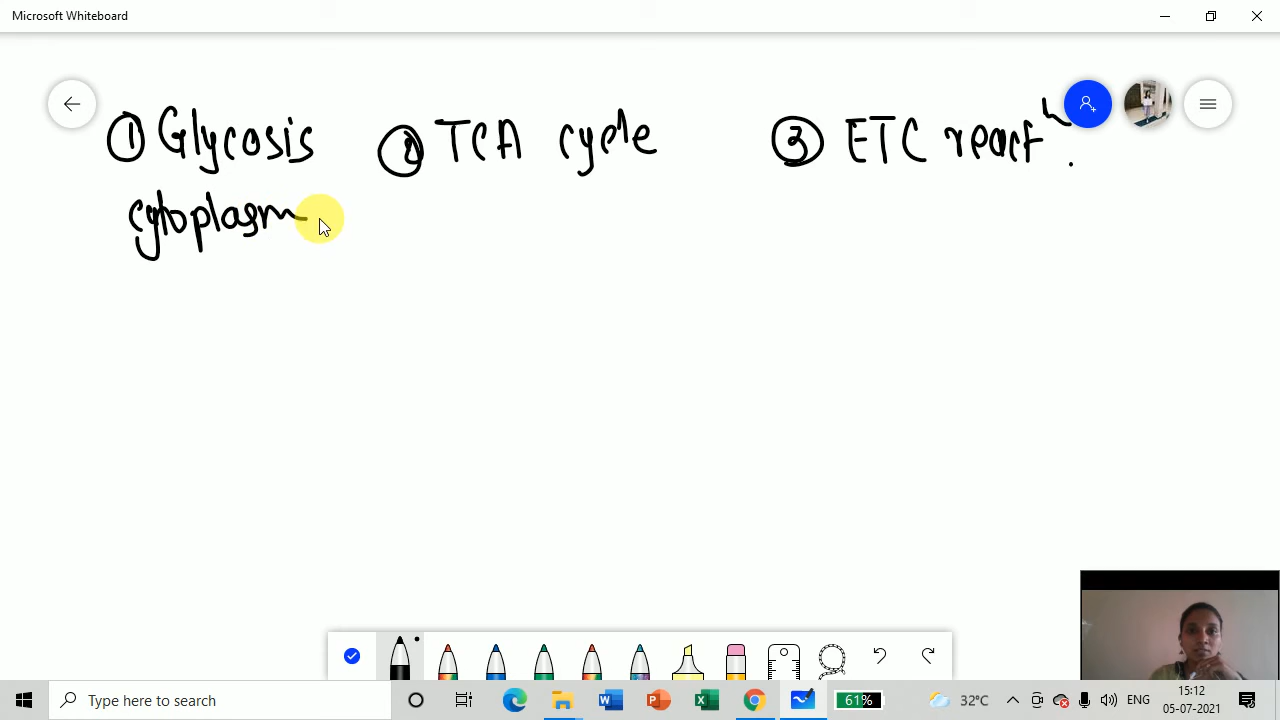 Microsoft Whiteboard
① Glycosis ② TCA cycle ③ ETC reactn.
cytoplasm
Type here to search
61%
32°C
ENG
15:12
05-07-2021